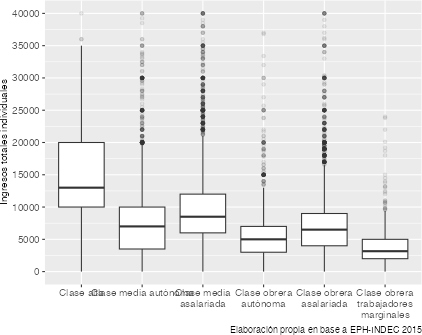 40000
35000
30000
25000
20000
15000
10000
5000
0
Ingresos totales individuales
Clase alta
Clase media autónoma
Clase media
asalariada
Clase obrera
autónoma
Clase obrera
asalariada
Clase obrera
trabajadores
marginales
Elaboración propia en base a EPH-INDEC 2015